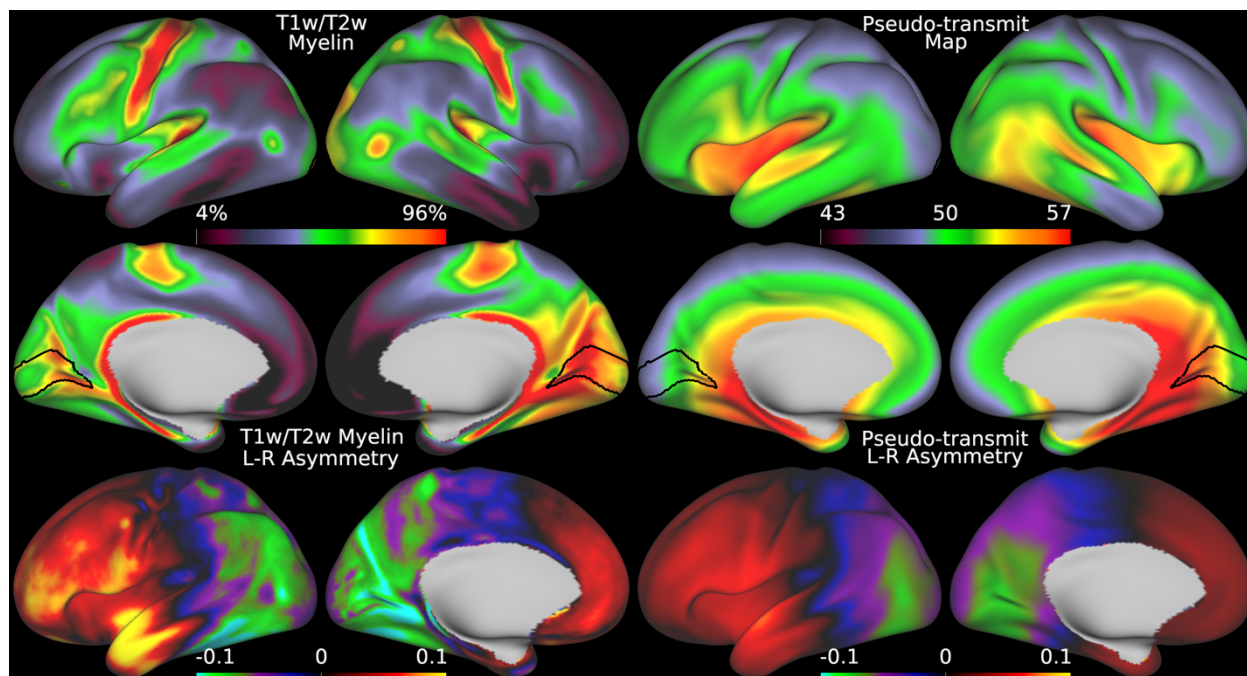 T1w/T2w
Myelin
Pseudo-transmit
Map
4% 96%
43 50 57
T1w/T2w Myelin
L-R Asymmetry
Pseudo-transmit
L-R Asymmetry
-0.1 0 0.1
-0.1 0 0.1